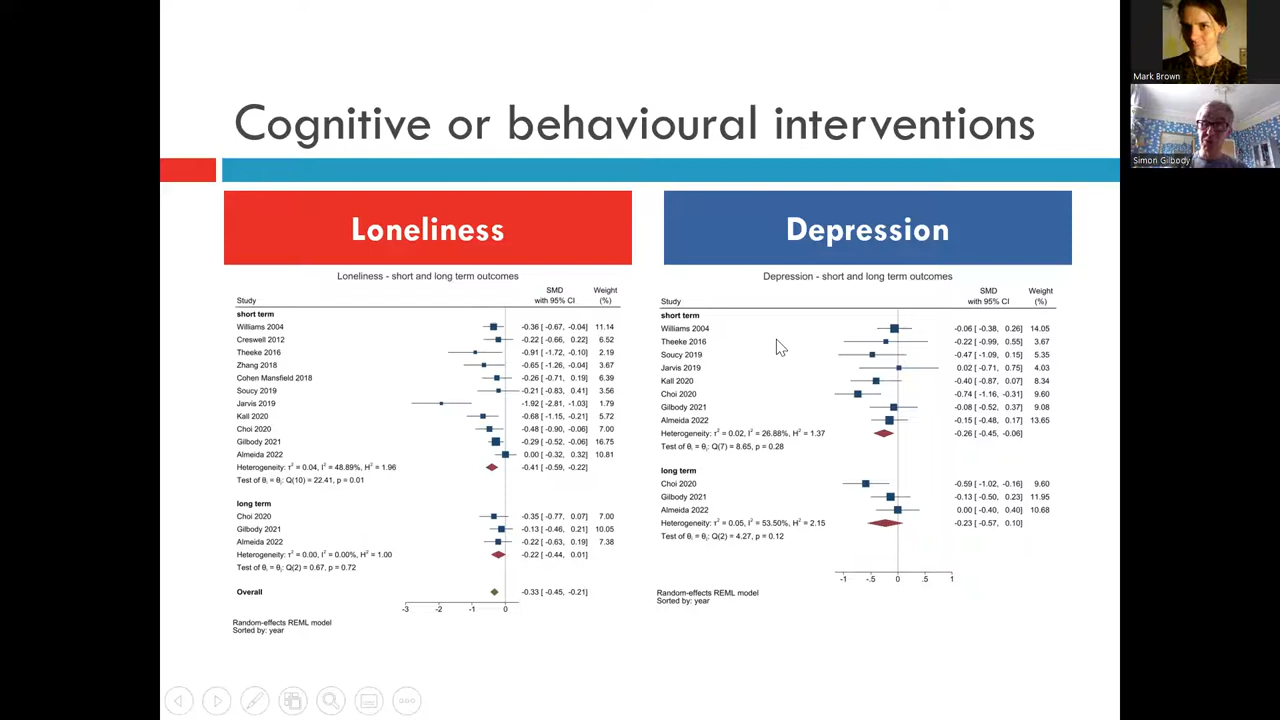 Cognitive or behavioural interventions
Loneliness
Loneliness - short and long term outcomes
SMD Weight
Study with 95% CI (%)
short term
Williams 2004 -0.36 [ -0.67, -0.04] 11.14
Creswell 2012 -0.22 [ -0.66, 0.22] 6.52
Theeke 2016 -0.91 [ -1.72, -0.10] 2.19
Zhang 2018 -0.65 [ -1.26, -0.04] 3.67
Cohen Mansfield 2018 -0.26 [ -0.71, 0.19] 6.39
Soucy 2019 -0.21 [ -0.83, 0.41] 3.56
Jarvis 2019 -1.92 [ -2.81, -1.03] 1.79
Kall 2020 -0.68 [ -1.15, -0.21] 5.72
Choi 2020 -0.48 [ -0.90, -0.06] 7.00
Gilbody 2021 -0.29 [ -0.52, -0.06] 16.75
Almeida 2022 0.00 [ -0.32, 0.32] 10.81
Heterogeneity: τ² = 0.04, I² = 48.89%, H² = 1.96 -0.41 [ -0.59, -0.22]
Test of θᵢ = θⱼ: Q(10) = 22.41, p = 0.01
long term
Choi 2020 -0.35 [ -0.77, 0.07] 7.00
Gilbody 2021 -0.13 [ -0.46, 0.21] 10.05
Almeida 2022 -0.22 [ -0.63, 0.19] 7.38
Heterogeneity: τ² = 0.00, I² = 0.00%, H² = 1.00 -0.22 [ -0.44, 0.01]
Test of θᵢ = θⱼ: Q(2) = 0.67, p = 0.72
Overall -0.33 [ -0.45, -0.21]
-3 -2 -1 0
Random-effects REML model
Sorted by: year
Depression
Depression - short and long term outcomes
SMD Weight
Study with 95% CI (%)
short term
Williams 2004 -0.06 [ -0.38, 0.26] 14.05
Theeke 2016 -0.22 [ -0.99, 0.55] 3.67
Soucy 2019 -0.47 [ -1.09, 0.15] 5.35
Jarvis 2019 0.02 [ -0.71, 0.75] 4.03
Kall 2020 -0.40 [ -0.87, 0.07] 8.34
Choi 2020 -0.74 [ -1.16, -0.31] 9.60
Gilbody 2021 -0.08 [ -0.52, 0.37] 9.08
Almeida 2022 -0.15 [ -0.48, 0.17] 13.65
Heterogeneity: τ² = 0.02, I² = 26.88%, H² = 1.37 -0.26 [ -0.45, -0.06]
Test of θᵢ = θⱼ: Q(7) = 8.65, p = 0.28
long term
Choi 2020 -0.59 [ -1.02, -0.16] 9.60
Gilbody 2021 -0.13 [ -0.50, 0.23] 11.95
Almeida 2022 0.00 [ -0.40, 0.40] 10.68
Heterogeneity: τ² = 0.05, I² = 53.50%, H² = 2.15 -0.23 [ -0.57, 0.10]
Test of θᵢ = θⱼ: Q(2) = 4.27, p = 0.12
-1 -.5 0 .5 1
Random-effects REML model
Sorted by: year
Mark Brown
Simon Gilbody